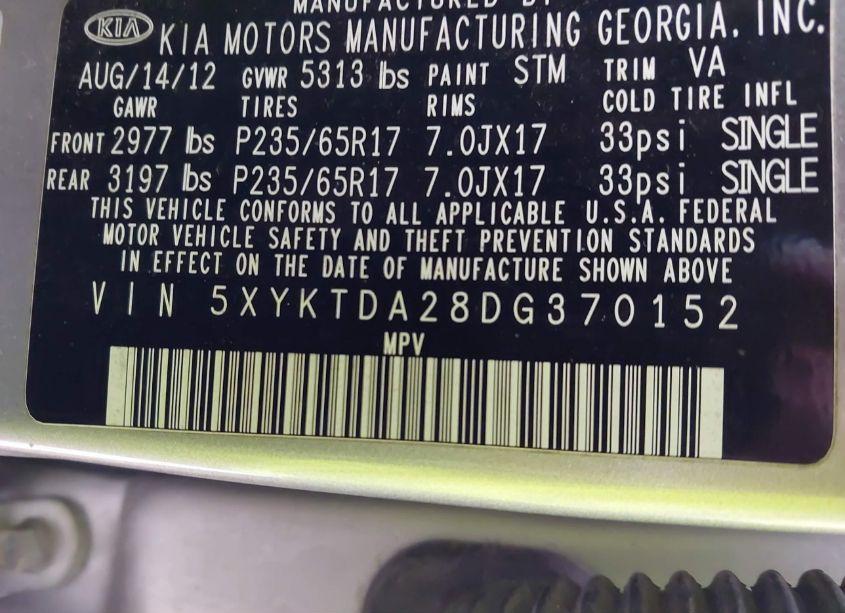 MANUFACTURED BY
KIA KIA MOTORS MANUFACTURING GEORGIA, INC.
AUG/14/12 GVWR 5313 lbs PAINT STM TRIM VA
GAWR TIRES RIMS COLD TIRE INFL
FRONT 2977 lbs P235/65R17 7.0JX17 33psi SINGLE
REAR 3197 lbs P235/65R17 7.0JX17 33psi SINGLE
THIS VEHICLE CONFORMS TO ALL APPLICABLE U.S.A. FEDERAL
MOTOR VEHICLE SAFETY AND THEFT PREVENTION STANDARDS
IN EFFECT ON THE DATE OF MANUFACTURE SHOWN ABOVE
VIN 5XYKTDA28DG370152
MPV